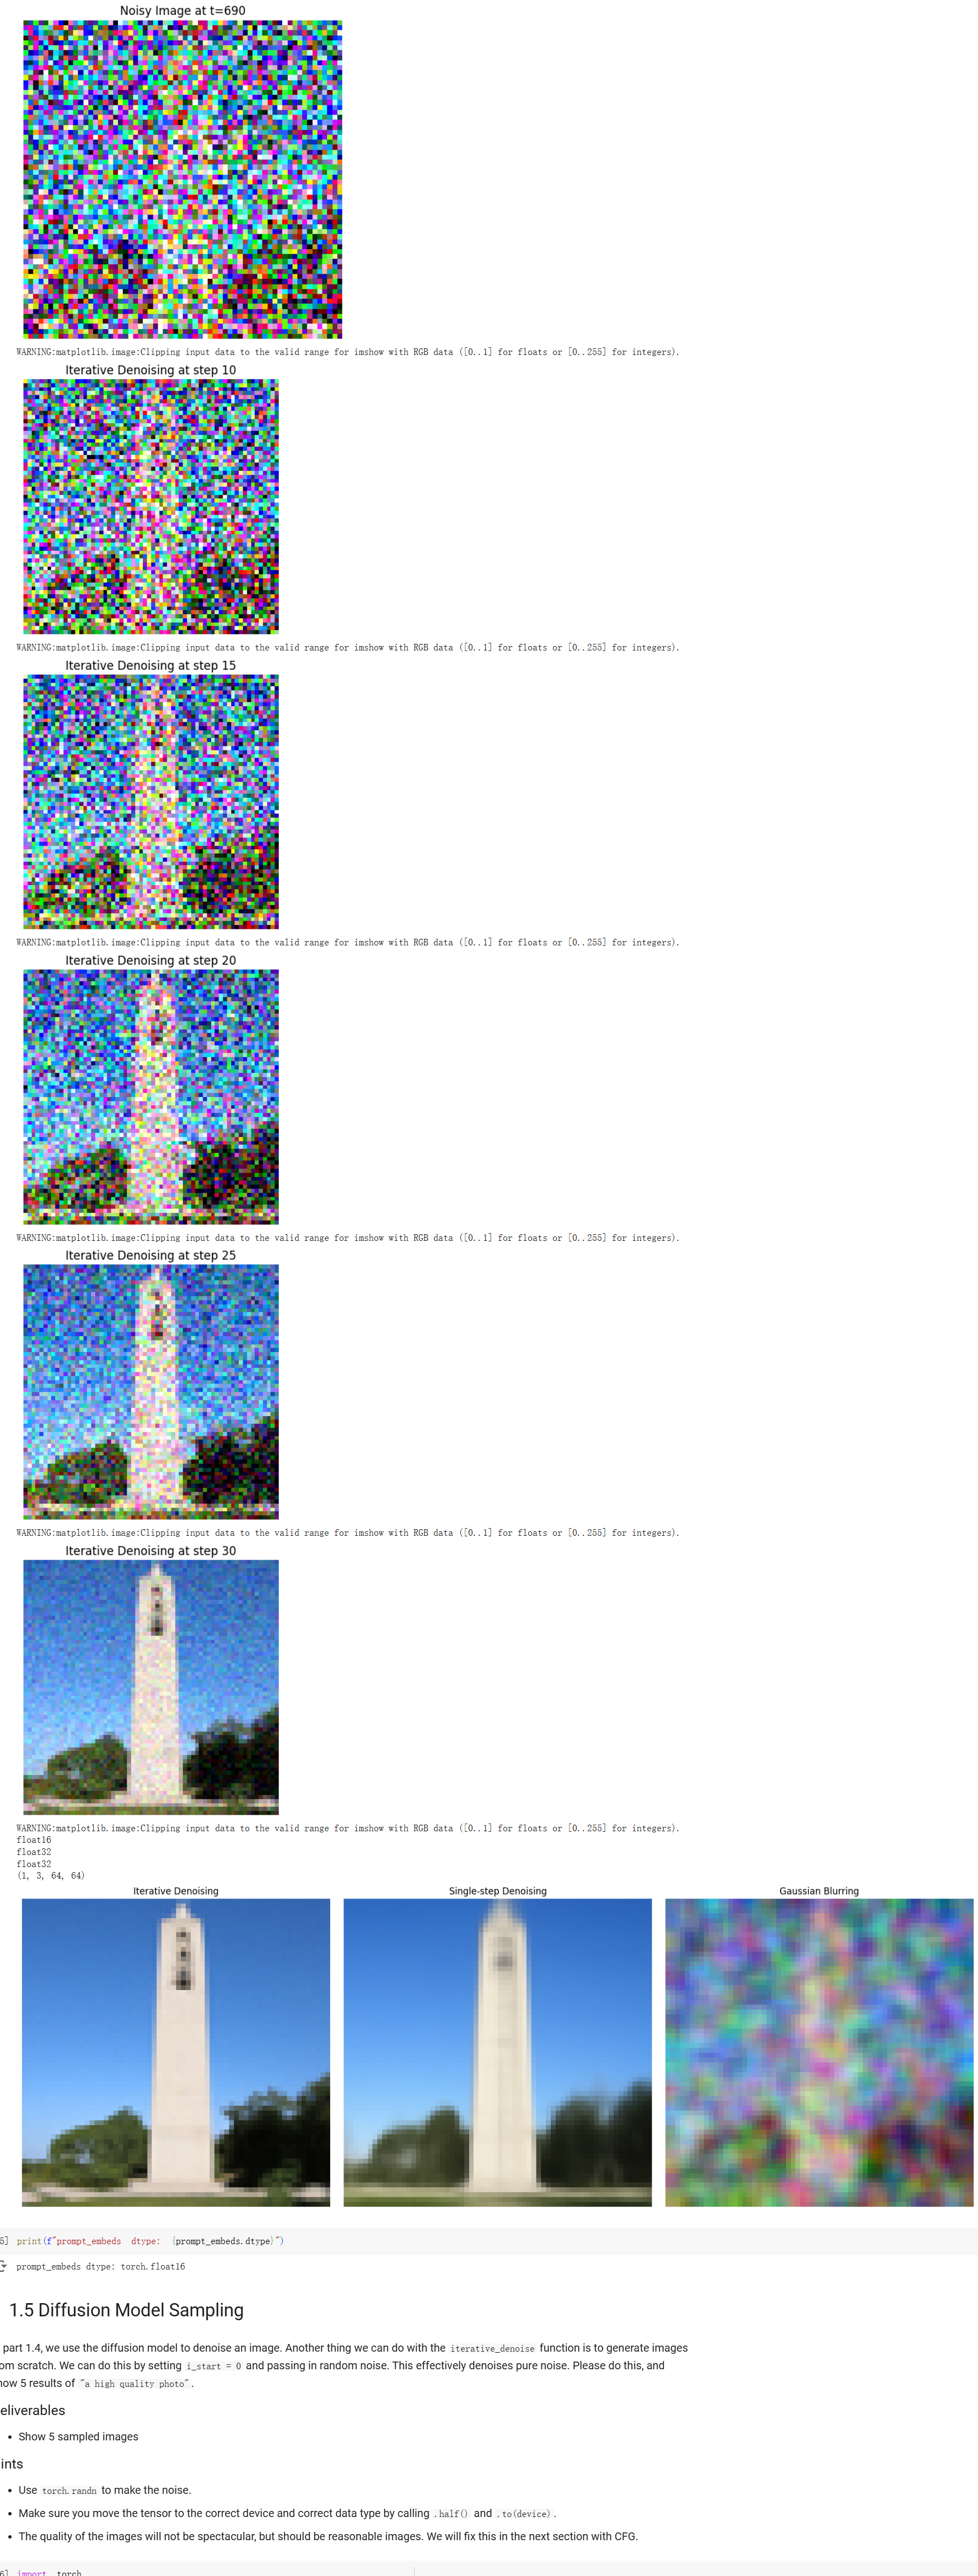 Noisy Image at t=690
WARNING:matplotlib.image:Clipping input data to the valid range for imshow with RGB data ([0..1] for floats or [0..255] for integers).
Iterative Denoising at step 10
WARNING:matplotlib.image:Clipping input data to the valid range for imshow with RGB data ([0..1] for floats or [0..255] for integers).
Iterative Denoising at step 15
WARNING:matplotlib.image:Clipping input data to the valid range for imshow with RGB data ([0..1] for floats or [0..255] for integers).
Iterative Denoising at step 20
WARNING:matplotlib.image:Clipping input data to the valid range for imshow with RGB data ([0..1] for floats or [0..255] for integers).
Iterative Denoising at step 25
WARNING:matplotlib.image:Clipping input data to the valid range for imshow with RGB data ([0..1] for floats or [0..255] for integers).
Iterative Denoising at step 30
WARNING:matplotlib.image:Clipping input data to the valid range for imshow with RGB data ([0..1] for floats or [0..255] for integers).
float16
float32
float32
(1, 3, 64, 64)
Iterative Denoising Single-step Denoising Gaussian Blurring
5] print(f"prompt_embeds dtype: {prompt_embeds.dtype}")
prompt_embeds dtype: torch.float16
1.5 Diffusion Model Sampling
part 1.4, we use the diffusion model to denoise an image. Another thing we can do with the iterative_denoise function is to generate images
om scratch. We can do this by setting i_start = 0 and passing in random noise. This effectively denoises pure noise. Please do this, and
how 5 results of "a high quality photo".
eliverables
• Show 5 sampled images
ints
• Use torch.randn to make the noise.
• Make sure you move the tensor to the correct device and correct data type by calling .half() and .to(device).
• The quality of the images will not be spectacular, but should be reasonable images. We will fix this in the next section with CFG.
6] import torch